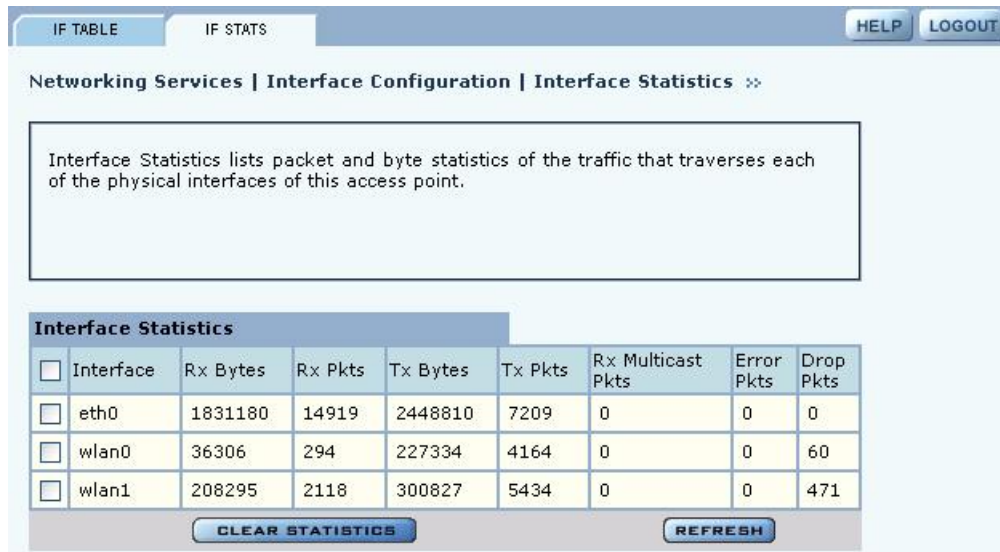 IF TABLE IF STATS HELP LOGOUT
Networking Services | Interface Configuration | Interface Statistics »
Interface Statistics lists packet and byte statistics of the traffic that traverses each
of the physical interfaces of this access point.
Interface Statistics
Interface Rx Bytes Rx Pkts Tx Bytes Tx Pkts Rx Multicast Pkts Error Pkts Drop Pkts
eth0 1831180 14919 2448810 7209 0 0 0
wlan0 36306 294 227334 4164 0 0 60
wlan1 208295 2118 300827 5434 0 0 471
CLEAR STATISTICS REFRESH